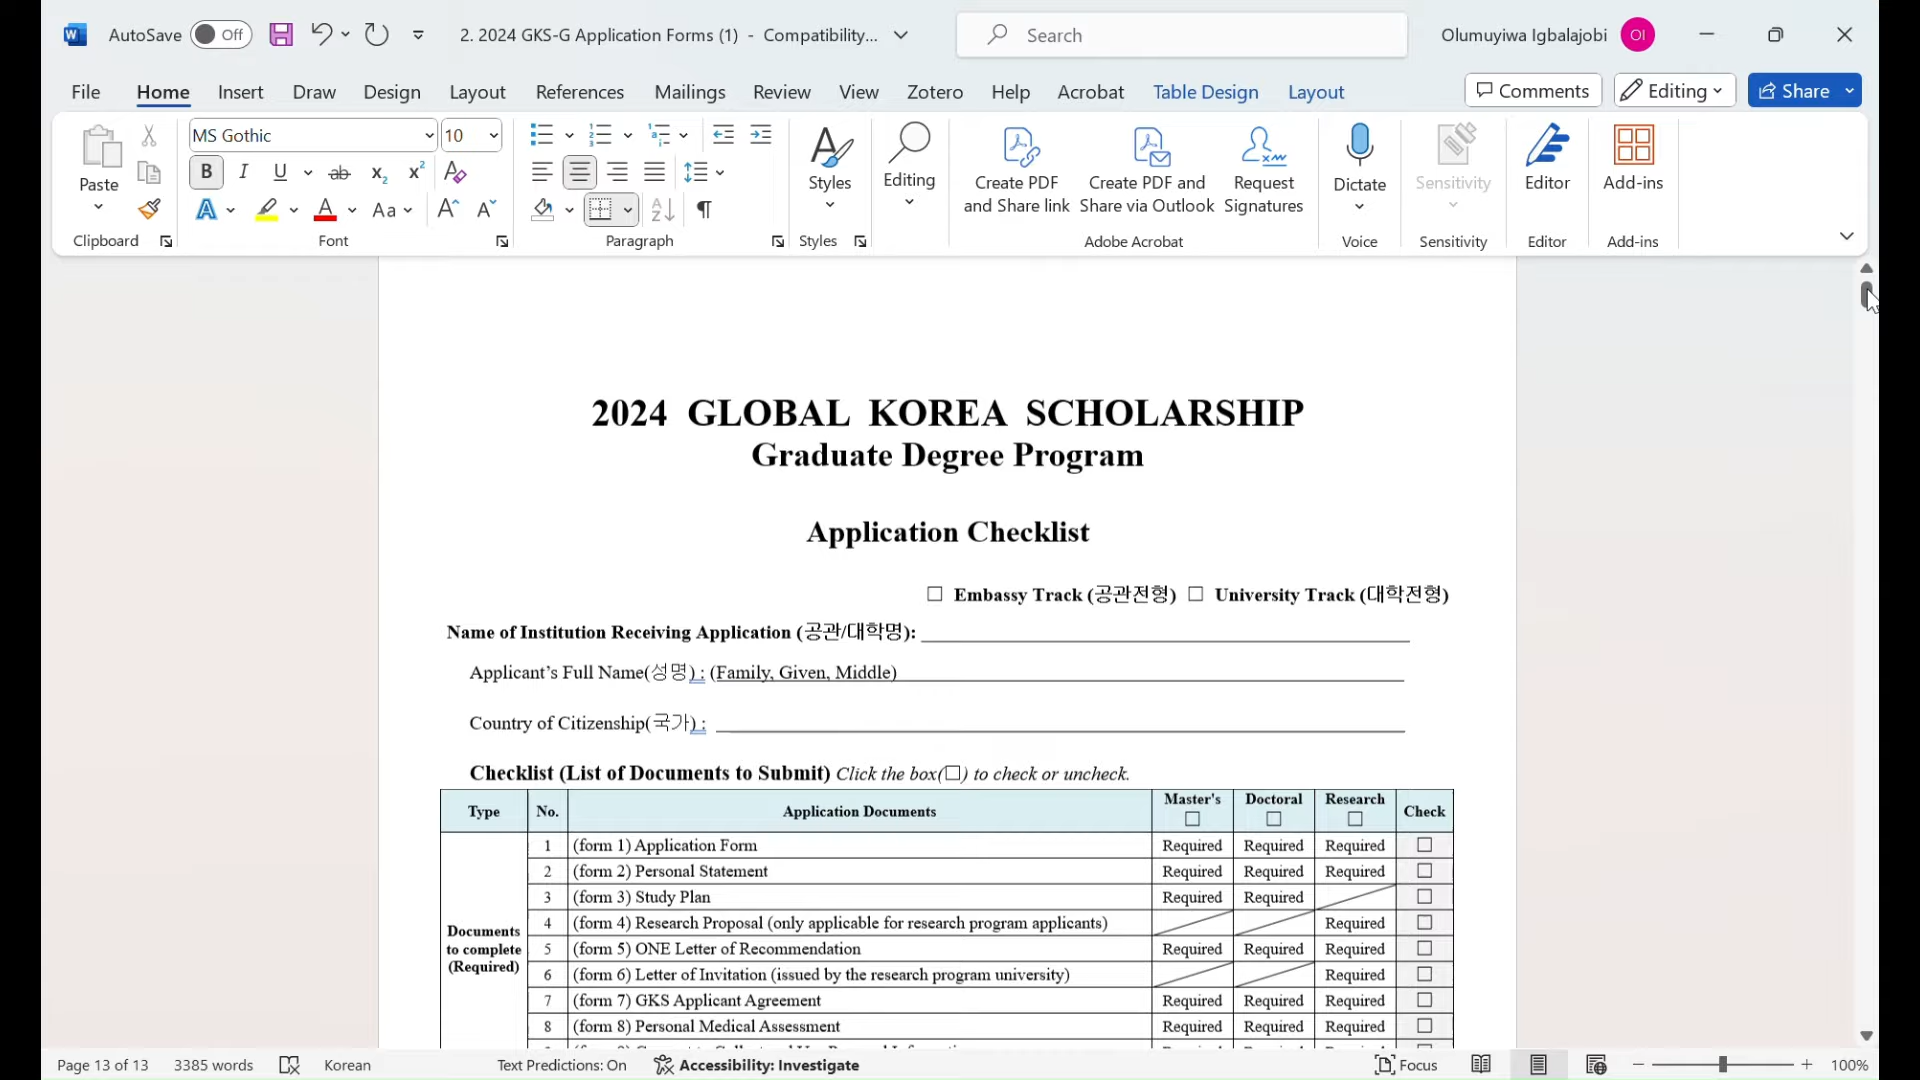 AutoSave Off 2. 2024 GKS-G Application Forms (1) - Compatibility... Search Olumuyiwa Igbalajobi OI
File Home Insert Draw Design Layout References Mailings Review View Zotero Help Acrobat Table Design Layout Comments Editing Share
MS Gothic 10
Paste Styles Editing Create PDF and Share link Create PDF and Share via Outlook Request Signatures Dictate Sensitivity Editor Add-ins
Clipboard Font Paragraph Styles Adobe Acrobat Voice Sensitivity Editor Add-ins
2024 GLOBAL KOREA SCHOLARSHIP
Graduate Degree Program
Application Checklist
☐ Embassy Track (공관전형) ☐ University Track (대학전형)
Name of Institution Receiving Application (공관/대학명):
Applicant’s Full Name(성명) : (Family, Given, Middle)
Country of Citizenship(국가) :
Checklist (List of Documents to Submit) Click the box(☐) to check or uncheck.
Type No. Application Documents Master's ☐ Doctoral ☐ Research ☐ Check
Documents to complete (Required)
1 (form 1) Application Form Required Required Required ☐
2 (form 2) Personal Statement Required Required Required ☐
3 (form 3) Study Plan Required Required ☐
4 (form 4) Research Proposal (only applicable for research program applicants) Required ☐
5 (form 5) ONE Letter of Recommendation Required Required Required ☐
6 (form 6) Letter of Invitation (issued by the research program university) Required ☐
7 (form 7) GKS Applicant Agreement Required Required Required ☐
8 (form 8) Personal Medical Assessment Required Required Required ☐
Page 13 of 13 3385 words Korean Text Predictions: On Accessibility: Investigate Focus 100%